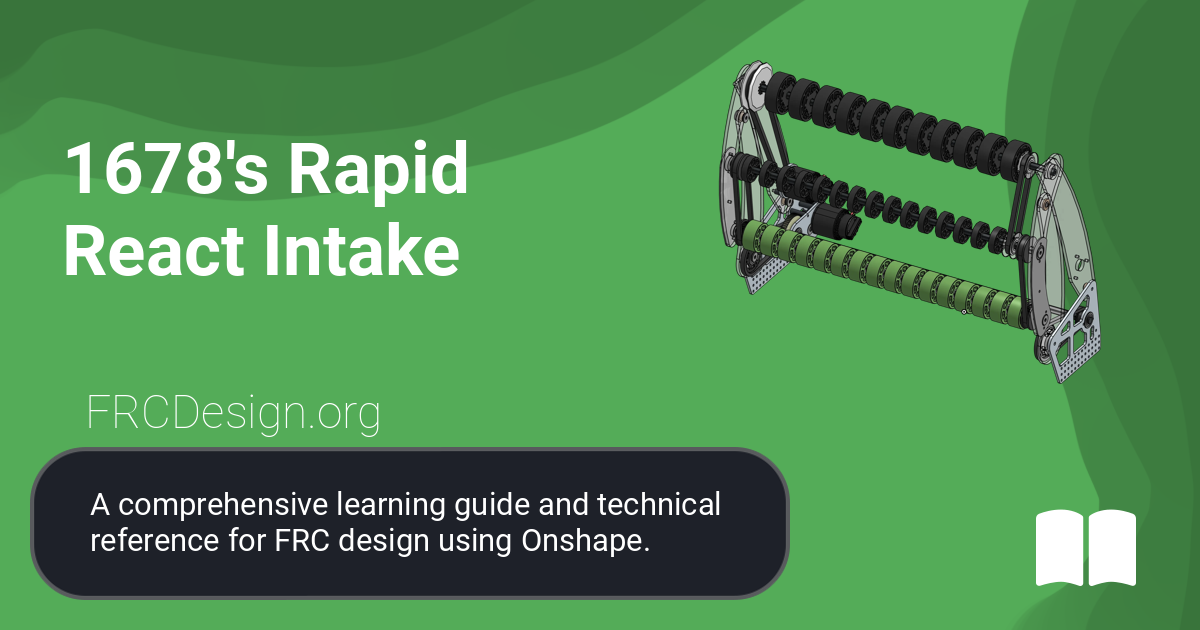 1678's Rapid
React Intake
FRCDesign.org
A comprehensive learning guide and technical
reference for FRC design using Onshape.